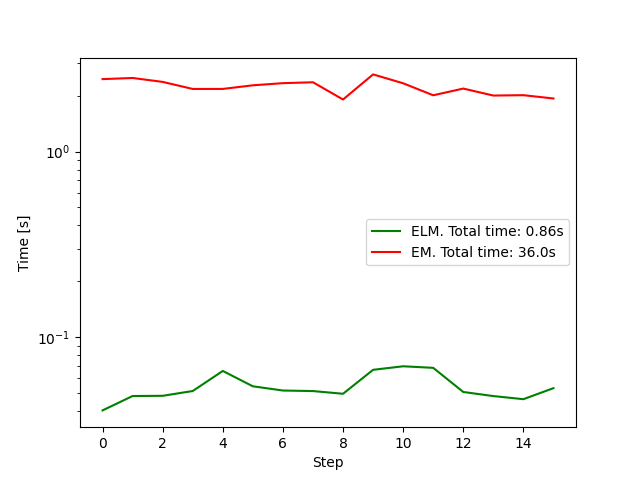 Time [s]
10⁰
10⁻¹
ELM. Total time: 0.86s
EM. Total time: 36.0s
0 2 4 6 8 10 12 14
Step